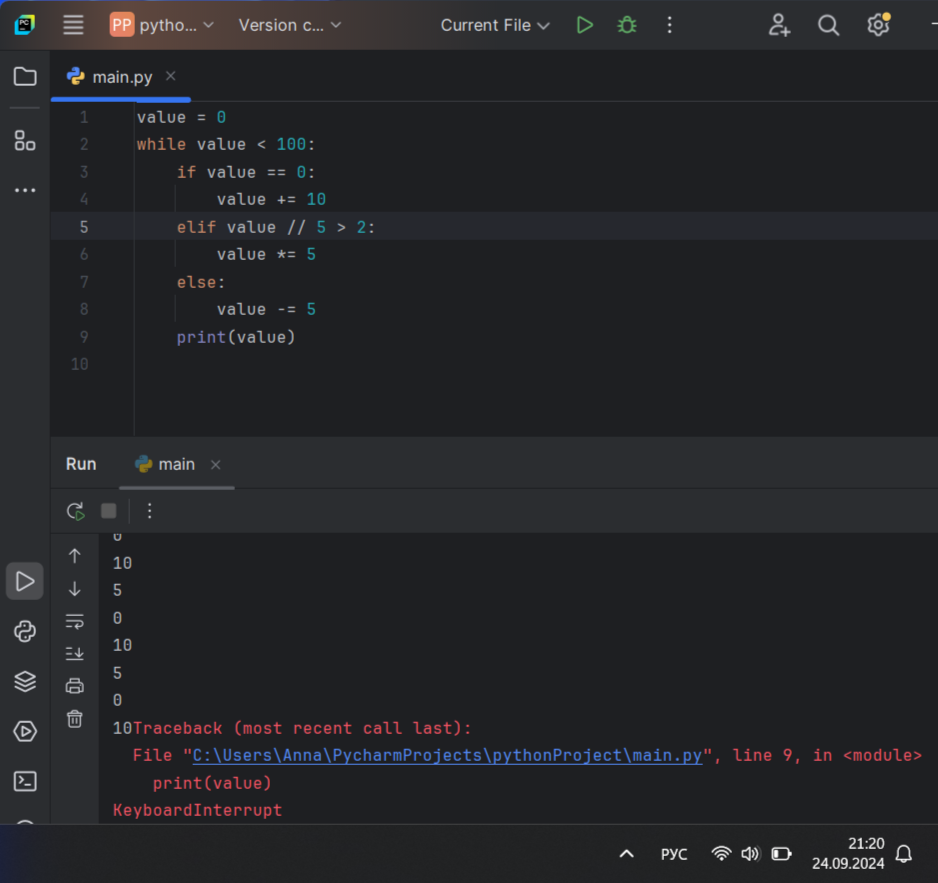 PC
PP pytho... Version c... Current File
main.py
1 value = 0
2 while value < 100:
3 if value == 0:
4 value += 10
5 elif value // 5 > 2:
6 value *= 5
7 else:
8 value -= 5
9 print(value)
10
Run main
0
10
5
0
10
5
0
10Traceback (most recent call last):
File "C:\Users\Anna\PycharmProjects\pythonProject\main.py", line 9, in <module>
print(value)
KeyboardInterrupt
РУС 21:20
24.09.2024